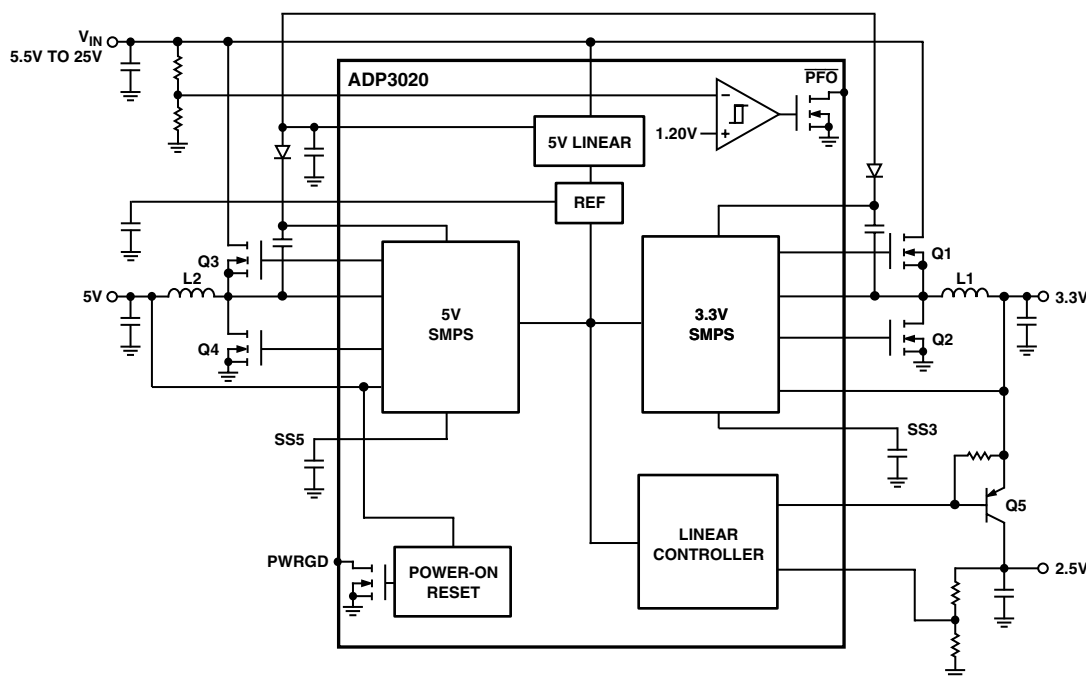 VIN
5.5V TO 25V
ADP3020
PFO
1.20V
–
+
5V LINEAR
REF
Q3
Q1
L2
L1
5V
3.3V
5V
SMPS
3.3V
SMPS
Q4
Q2
SS5
SS3
Q5
LINEAR
CONTROLLER
PWRGD
POWER-ON
RESET
2.5V